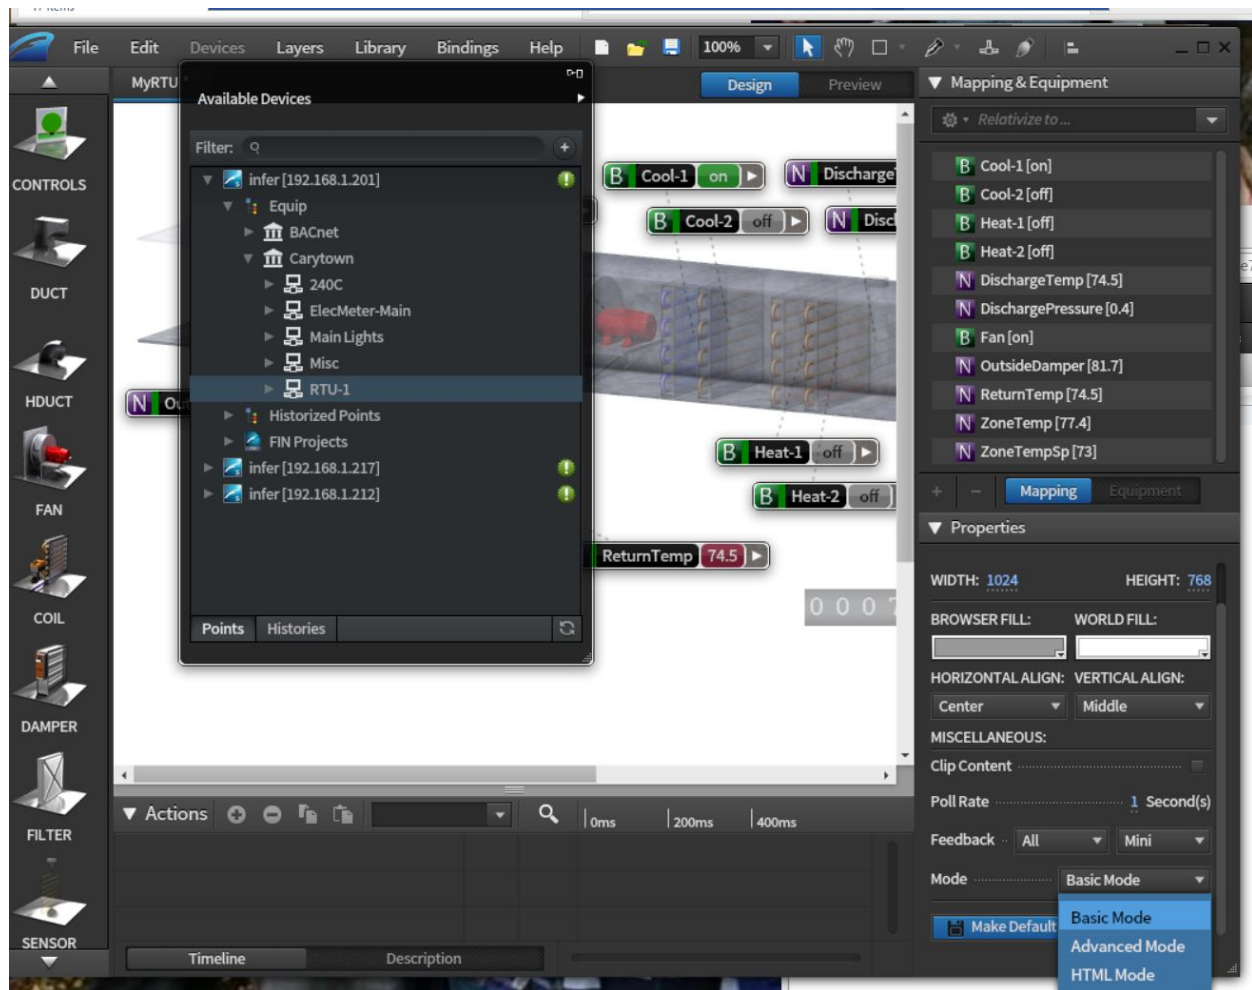 File Edit Devices Layers Library Bindings Help 100%
MyRTU
Design Preview
CONTROLS
DUCT
HDUCT
FAN
COIL
DAMPER
FILTER
SENSOR
Available Devices
Filter:
infer [192.168.1.201]
Equip
BACnet
Carytown
240C
ElecMeter-Main
Main Lights
Misc
RTU-1
Historized Points
FIN Projects
infer [192.168.1.217]
infer [192.168.1.212]
Points Histories
B Cool-1 on
N Discharge
B Cool-2 off
N Disch
N Ou
B Heat-1 off
B Heat-2 off
ReturnTemp 74.5
0 0 0 7
Actions
0ms 200ms 400ms
Timeline Description
Mapping & Equipment
Relativize to ...
B Cool-1 [on]
B Cool-2 [off]
B Heat-1 [off]
B Heat-2 [off]
N DischargeTemp [74.5]
N DischargePressure [0.4]
B Fan [on]
N OutsideDamper [81.7]
N ReturnTemp [74.5]
N ZoneTemp [77.4]
N ZoneTempSp [73]
+ − Mapping Equipment
Properties
WIDTH: 1024 HEIGHT: 768
BROWSER FILL: WORLD FILL:
HORIZONTAL ALIGN: VERTICAL ALIGN:
Center Middle
MISCELLANEOUS:
Clip Content
Poll Rate 1 Second(s)
Feedback All Mini
Mode Basic Mode
Make Default
Basic Mode
Advanced Mode
HTML Mode